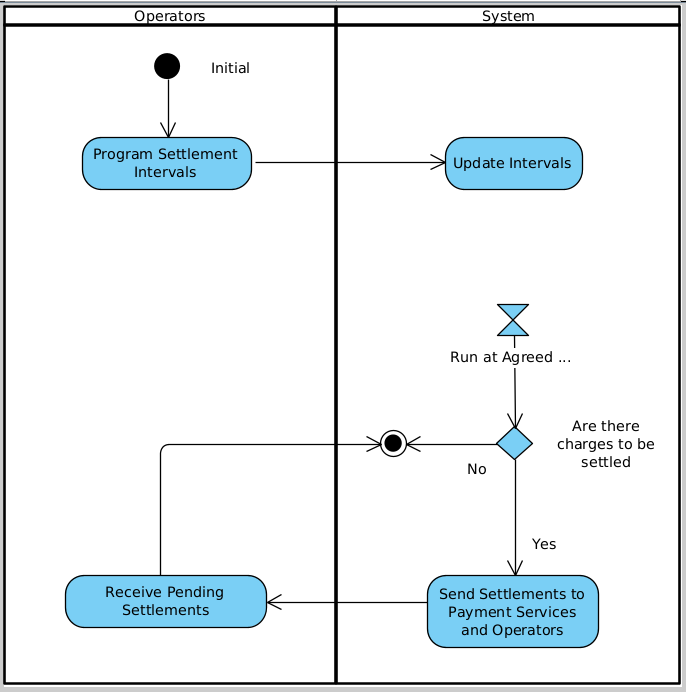 Operators
System
Initial
Program Settlement
Intervals
Update Intervals
Run at Agreed ...
Are there
charges to be
settled
No
Yes
Receive Pending
Settlements
Send Settlements to
Payment Services
and Operators